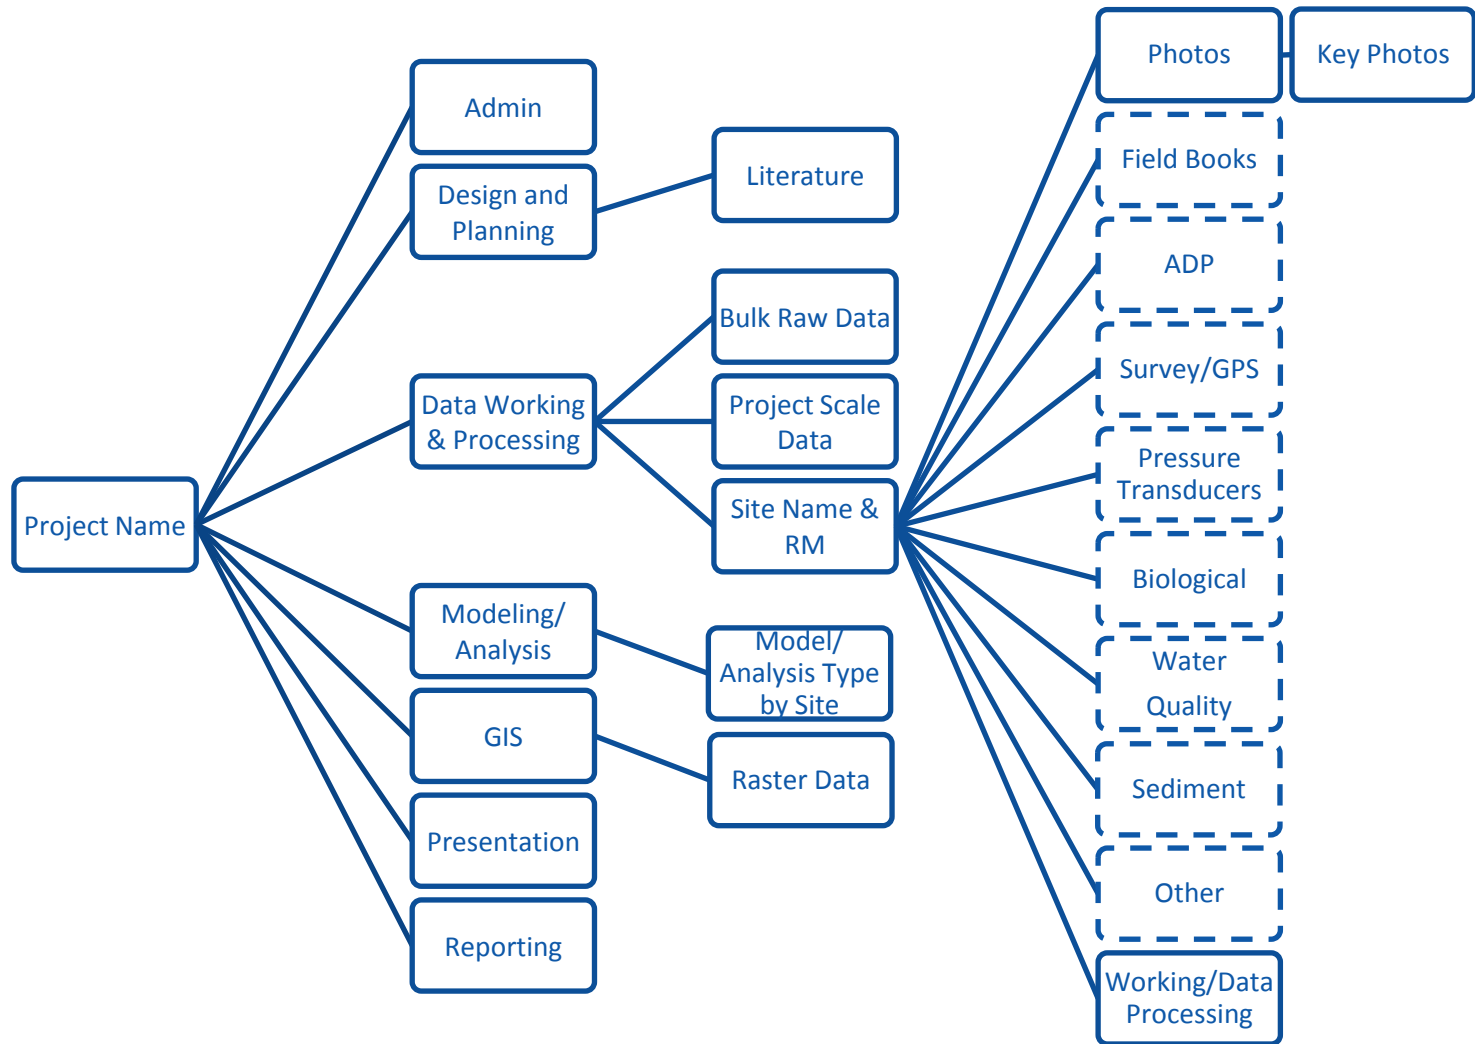 Project Name
Admin
Design and
Planning
Data Working
& Processing
Modeling/
Analysis
GIS
Presentation
Reporting
Literature
Bulk Raw Data
Project Scale
Data
Site Name &
RM
Model/
Analysis Type
by Site
Raster Data
Photos
Key Photos
Field Books
ADP
Survey/GPS
Pressure
Transducers
Biological
Water
Quality
Sediment
Other
Working/Data
Processing